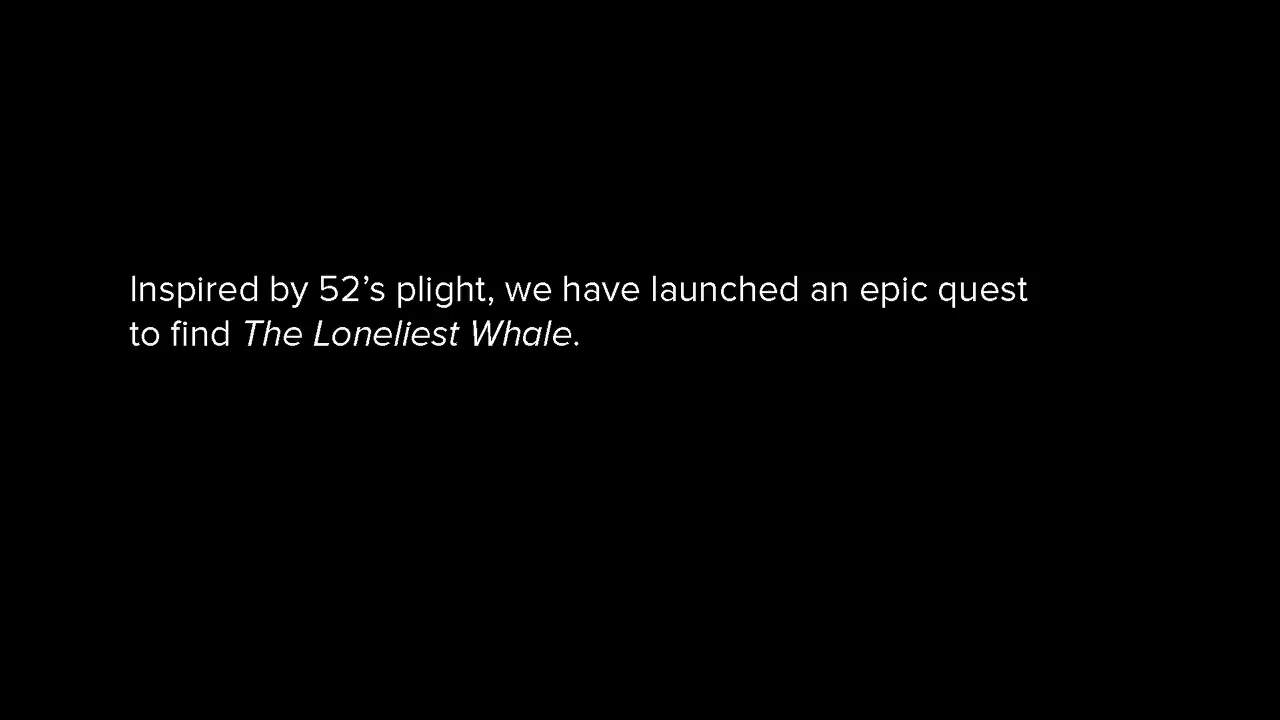 Inspired by 52’s plight, we have launched an epic quest
to find The Loneliest Whale.